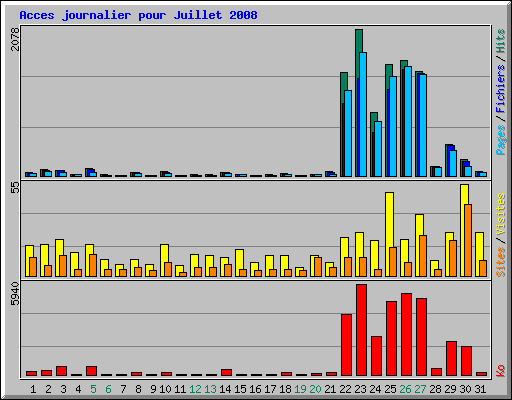 Acces journalier pour Juillet 2008
2078
Pages / Fichiers / Hits
55
Sites / Visites
5940
Ko
1 2 3 4 5 6 7 8 9 10 11 12 13 14 15 16 17 18 19 20 21 22 23 24 25 26 27 28 29 30 31